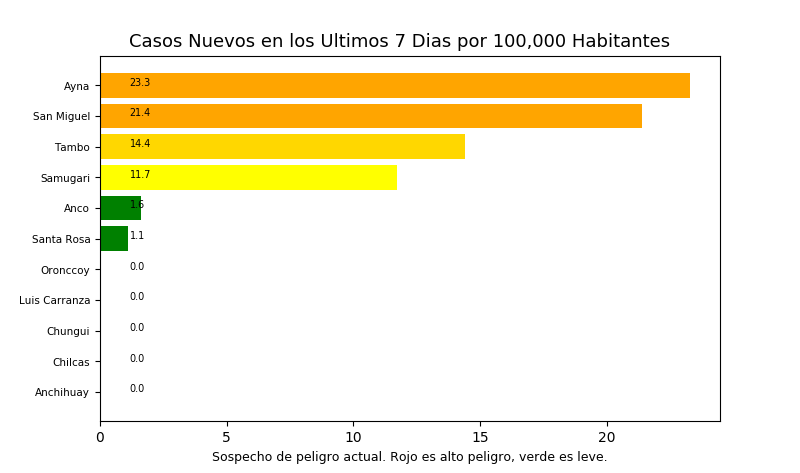 Casos Nuevos en los Ultimos 7 Dias por 100,000 Habitantes
Ayna 23.3
San Miguel 21.4
Tambo 14.4
Samugari 11.7
Anco 1.6
Santa Rosa 1.1
Oronccoy 0.0
Luis Carranza 0.0
Chungui 0.0
Chilcas 0.0
Anchihuay 0.0
0 5 10 15 20
Sospecho de peligro actual. Rojo es alto peligro, verde es leve.